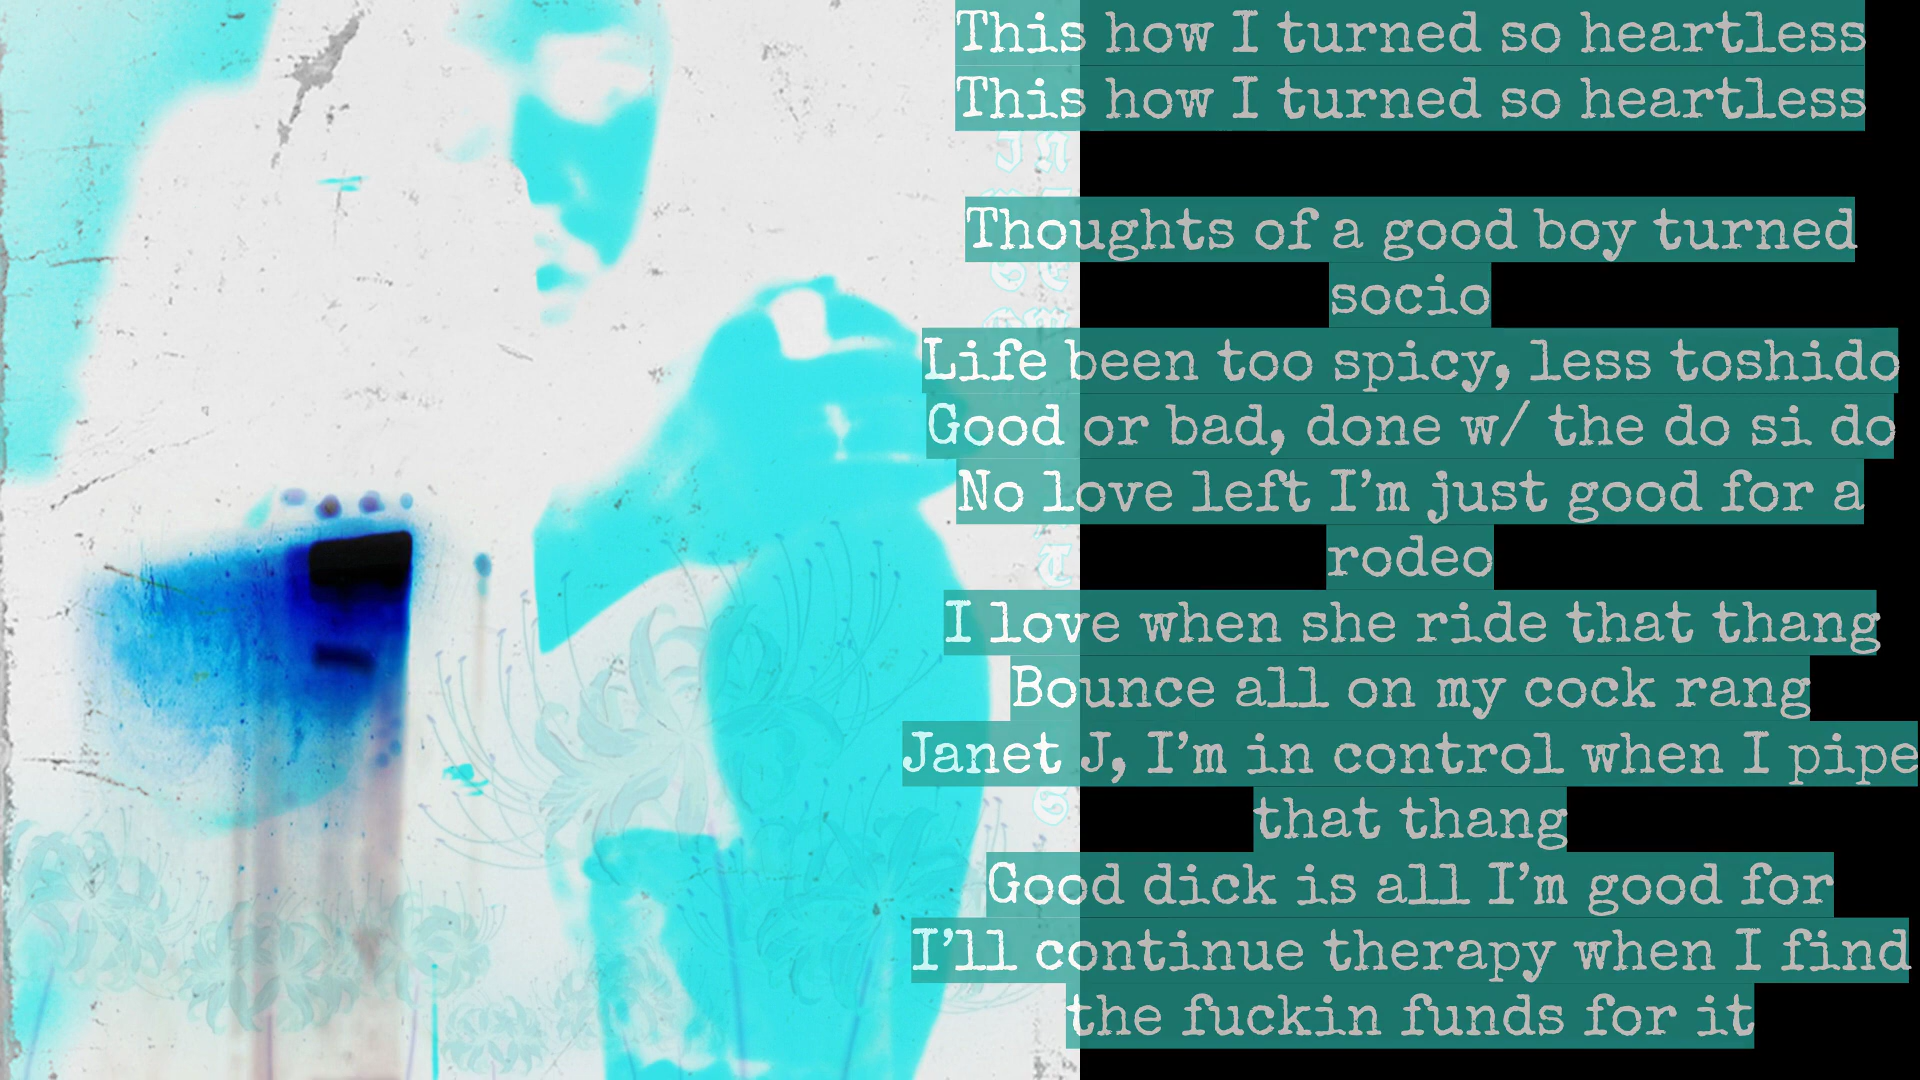 This how I turned so heartless
This how I turned so heartless
Thoughts of a good boy turned
socio
Life been too spicy, less toshido
Good or bad, done w/ the do si do
No love left I’m just good for a
rodeo
I love when she ride that thang
Bounce all on my cock rang
Janet J, I’m in control when I pipe
that thang
Good dick is all I’m good for
I’ll continue therapy when I find
the fuckin funds for it